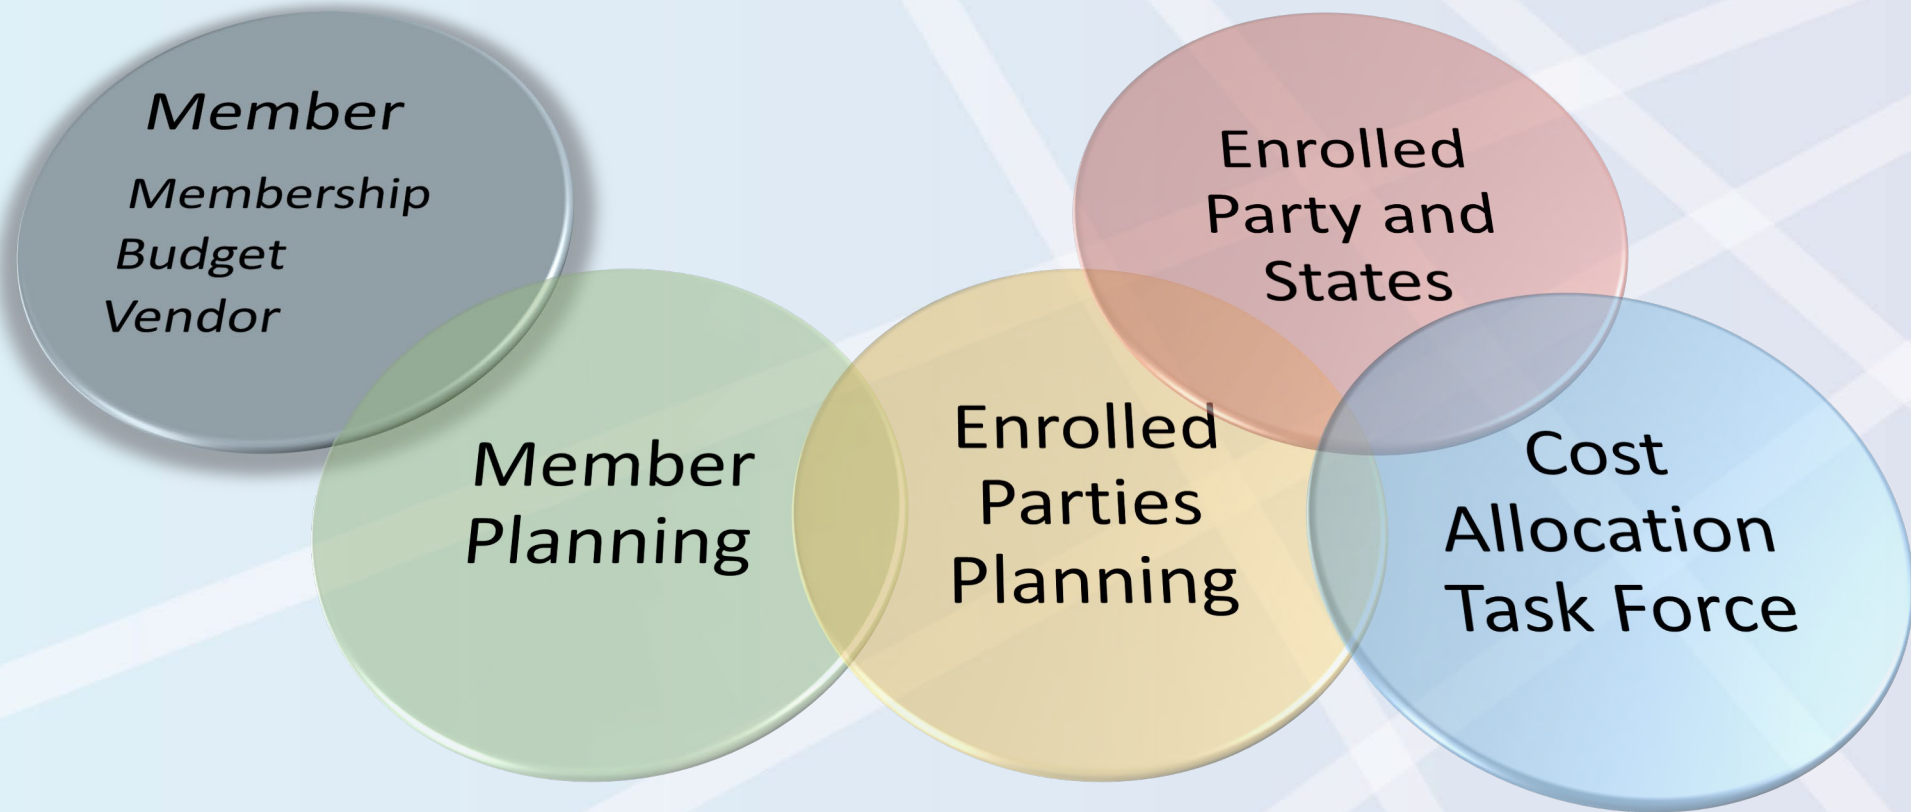 Member
Membership
Budget
Vendor
Member
Planning
Enrolled
Parties
Planning
Enrolled
Party and
States
Cost
Allocation
Task Force